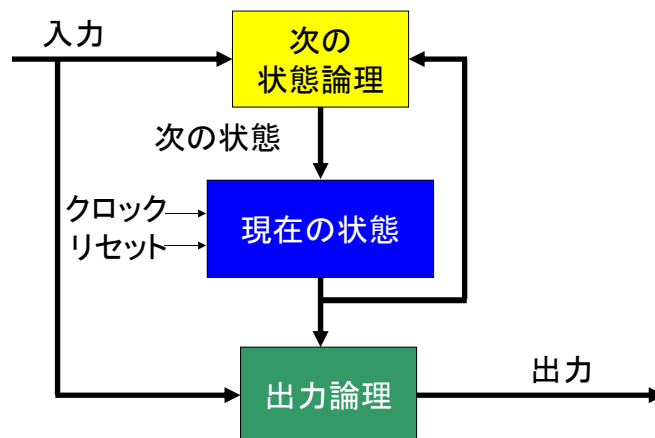 入力
次の
状態論理
次の状態
クロック
リセット
現在の状態
出力論理
出力